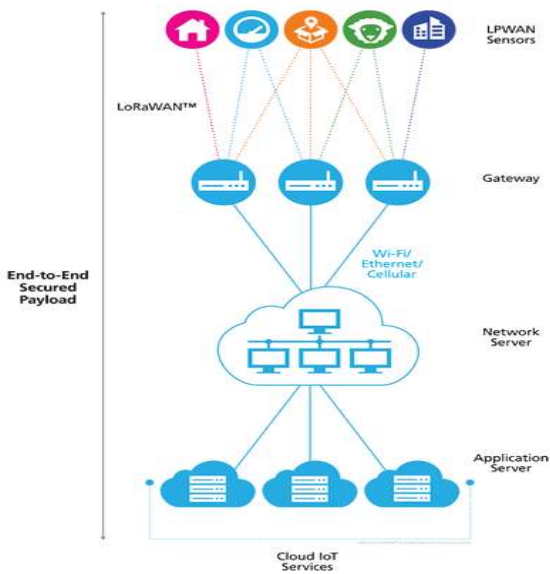 LPWAN
Sensors
LoRaWAN™
Gateway
Wi-Fi/
Ethernet/
Cellular
End-to-End
Secured
Payload
Network
Server
Application
Server
Cloud IoT
Services